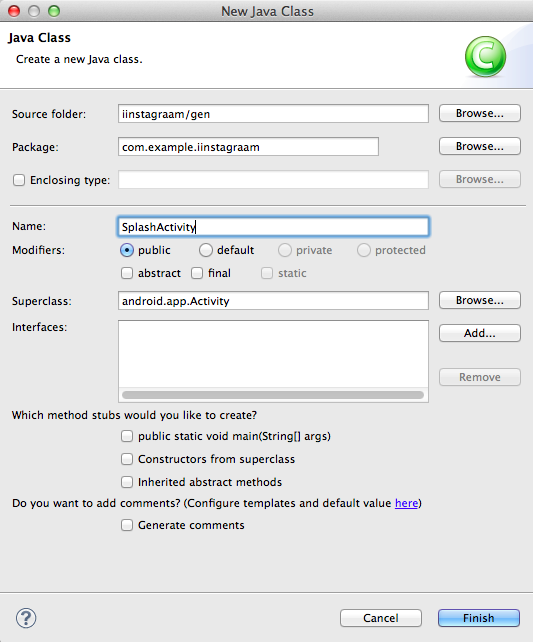 New Java Class
Java Class
Create a new Java class.
C
Source folder: iinstagraam/gen Browse...
Package: com.example.iinstagraam Browse...
Enclosing type: Browse...
Name: SplashActivity
Modifiers: public default private protected
abstract final static
Superclass: android.app.Activity Browse...
Interfaces: Add...
Remove
Which method stubs would you like to create?
public static void main(String[] args)
Constructors from superclass
Inherited abstract methods
Do you want to add comments? (Configure templates and default value here)
Generate comments
? Cancel Finish